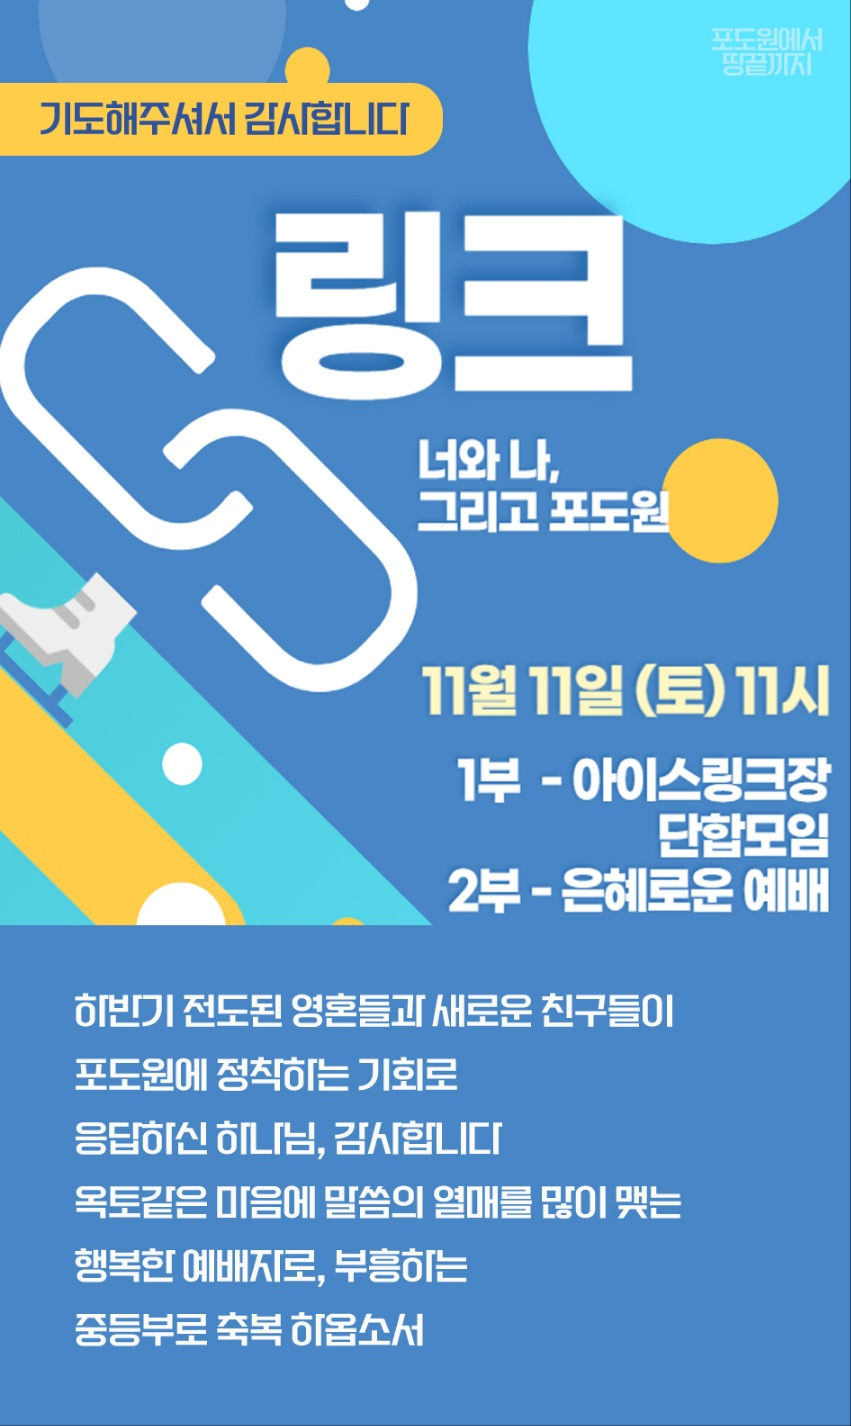 포도원에서
땅끝까지
기도해주셔서 감사합니다
링크
너와 나,
그리고 포도원
11월 11일 (토) 11시
1부 - 아이스링크장
단합모임
2부 - 은혜로운 예배
하반기 전도된 영혼들과 새로운 친구들이
포도원에 정착하는 기회로
응답하신 하나님, 감사합니다
옥토같은 마음에 말씀의 열매를 많이 맺는
행복한 예배자로, 부흥하는
중등부로 축복 하옵소서